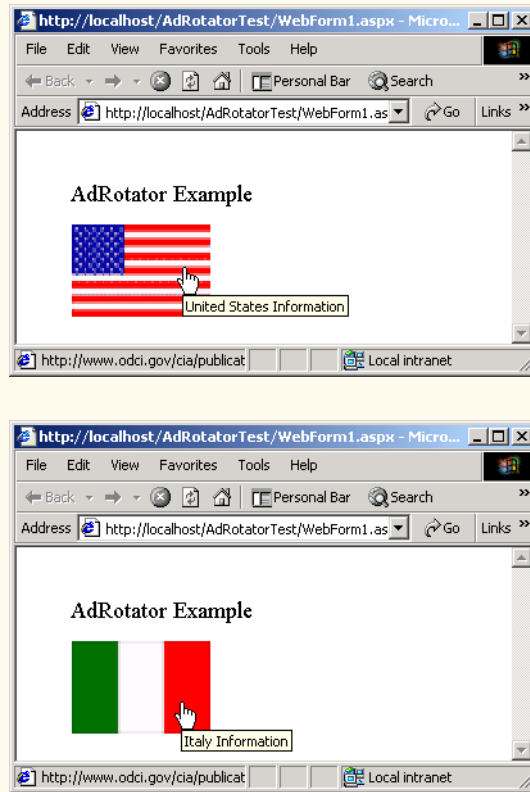 http://localhost/AdRotatorTest/WebForm1.aspx - Micro...
File Edit View Favorites Tools Help
Back Personal Bar Search »
Address http://localhost/AdRotatorTest/WebForm1.as Go Links »
AdRotator Example
United States Information
http://www.odci.gov/cia/publicat Local intranet
http://localhost/AdRotatorTest/WebForm1.aspx - Micro...
File Edit View Favorites Tools Help
Back Personal Bar Search »
Address http://localhost/AdRotatorTest/WebForm1.as Go Links »
AdRotator Example
Italy Information
http://www.odci.gov/cia/publicat Local intranet